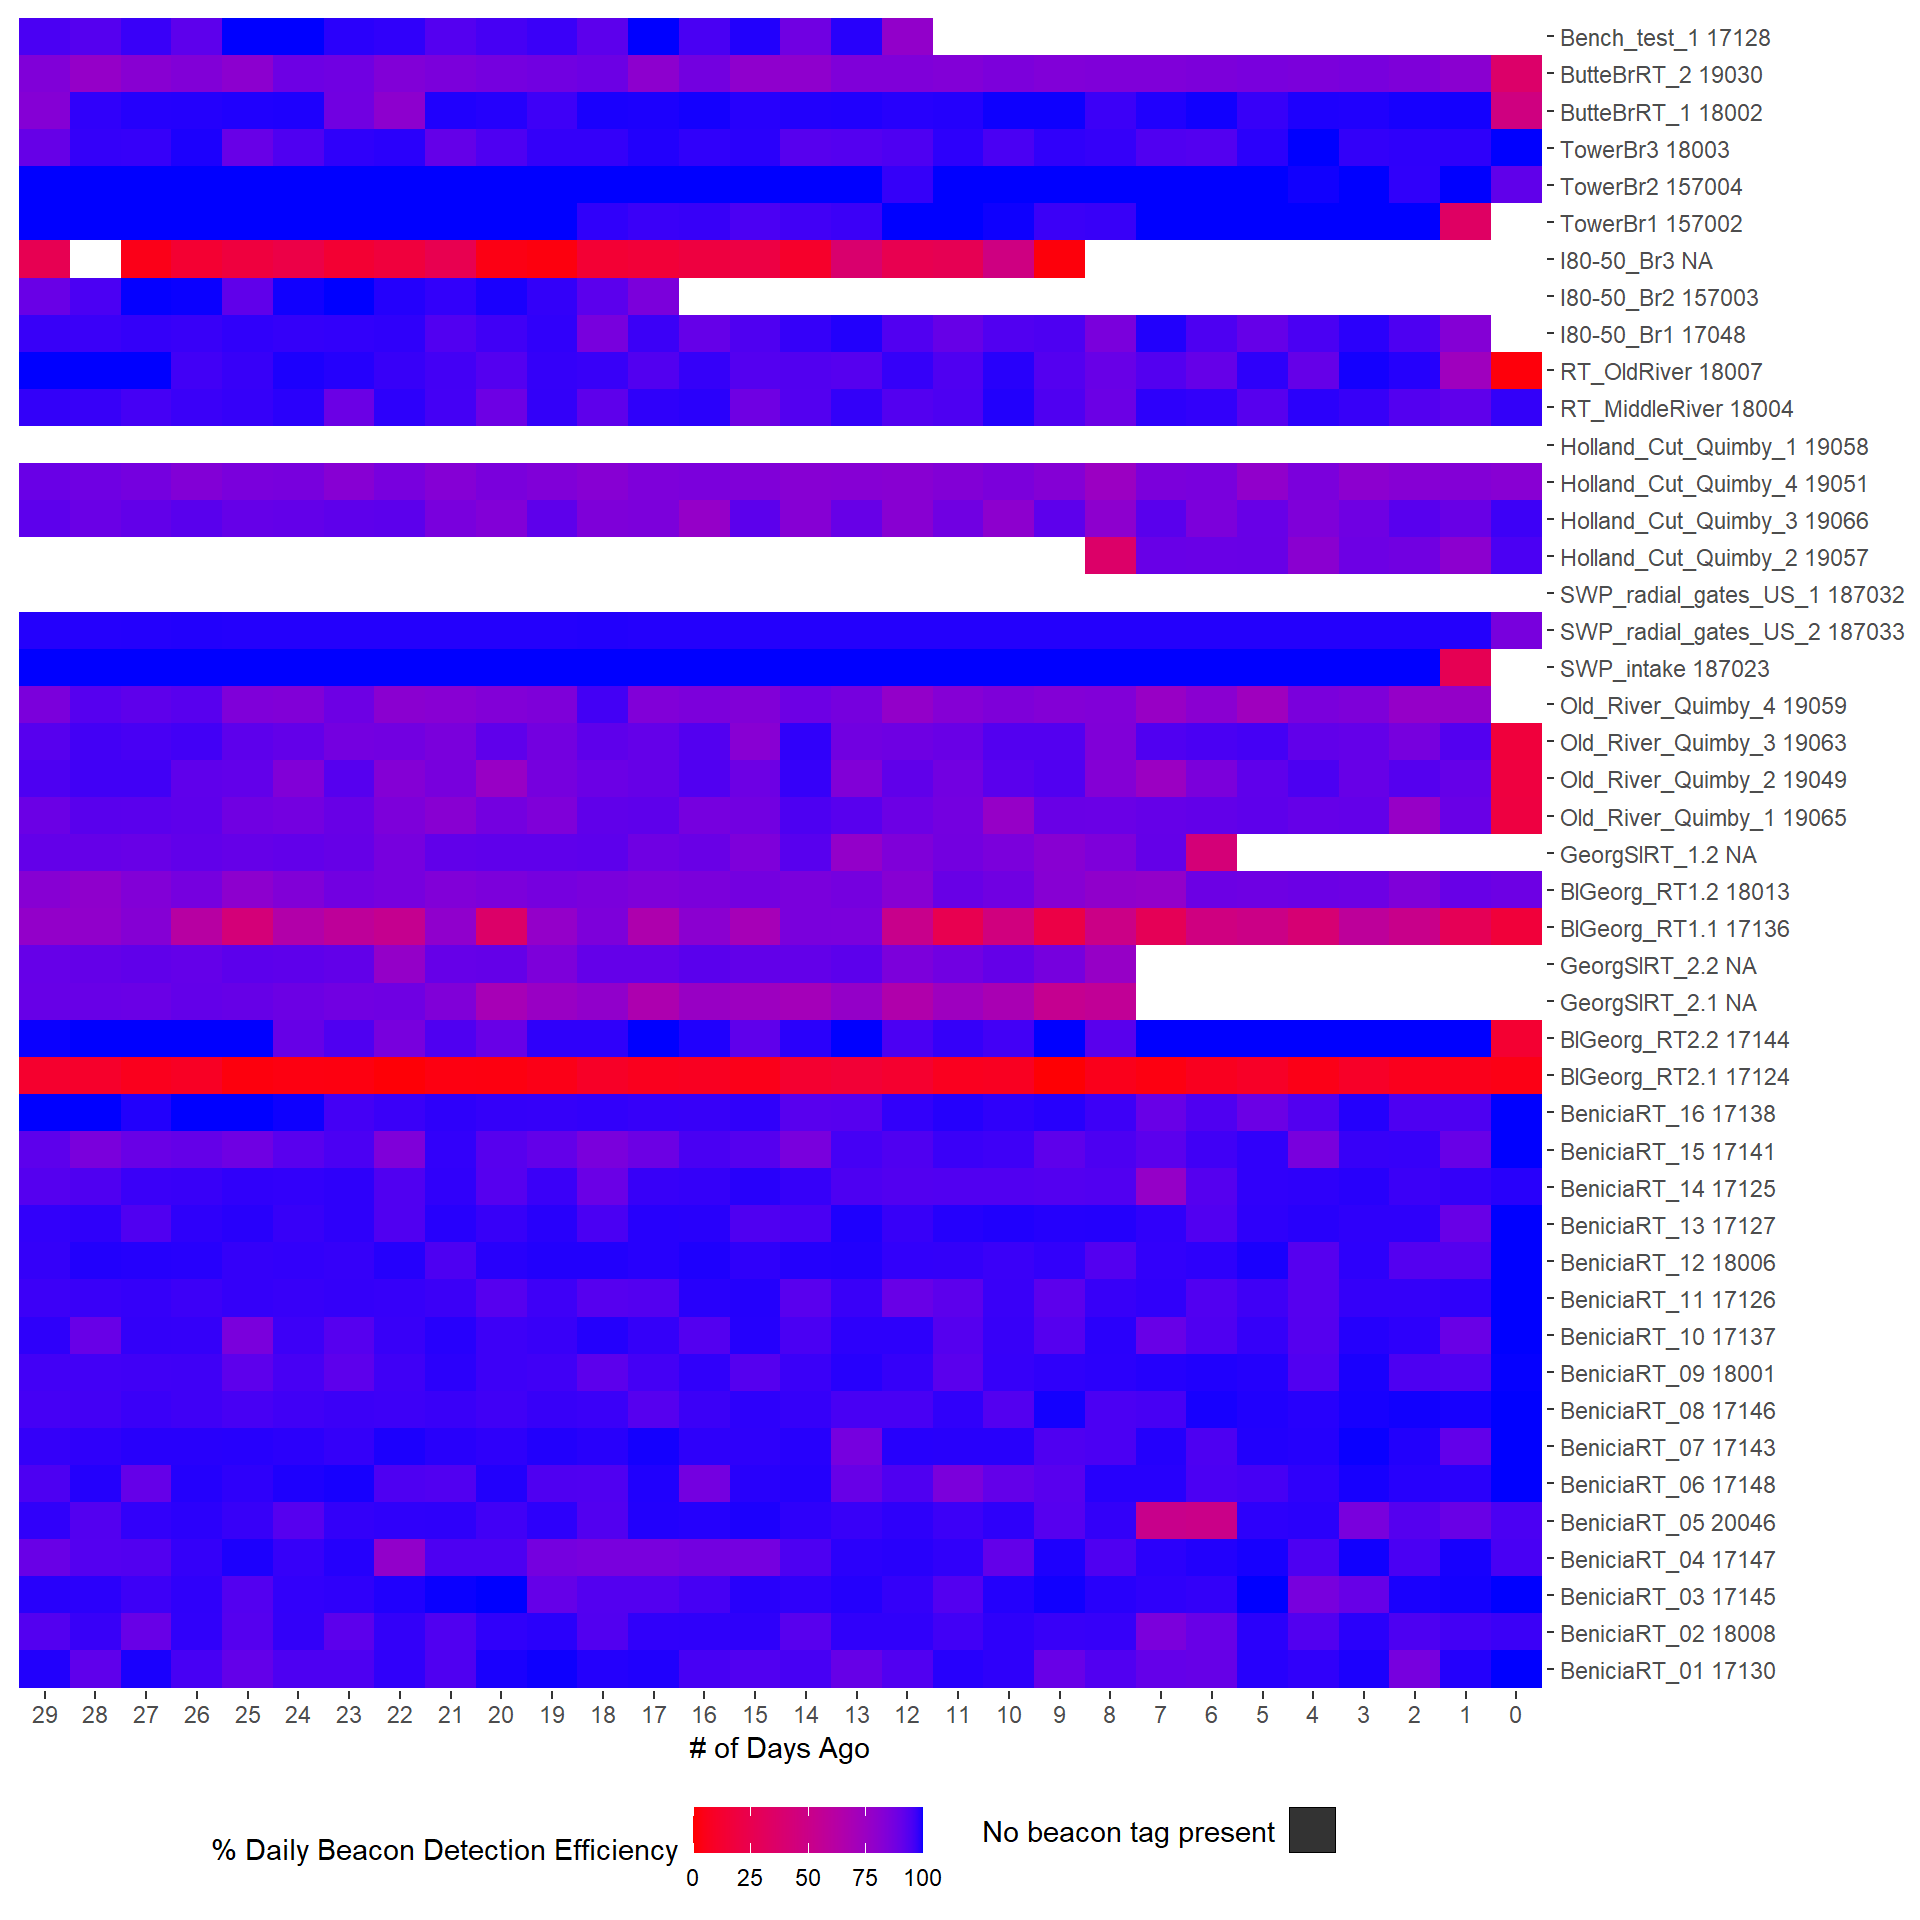 Bench_test_1 17128
ButteBrRT_2 19030
ButteBrRT_1 18002
TowerBr3 18003
TowerBr2 157004
TowerBr1 157002
I80-50_Br3 NA
I80-50_Br2 157003
I80-50_Br1 17048
RT_OldRiver 18007
RT_MiddleRiver 18004
Holland_Cut_Quimby_1 19058
Holland_Cut_Quimby_4 19051
Holland_Cut_Quimby_3 19066
Holland_Cut_Quimby_2 19057
SWP_radial_gates_US_1 187032
SWP_radial_gates_US_2 187033
SWP_intake 187023
Old_River_Quimby_4 19059
Old_River_Quimby_3 19063
Old_River_Quimby_2 19049
Old_River_Quimby_1 19065
GeorgSlRT_1.2 NA
BlGeorg_RT1.2 18013
BlGeorg_RT1.1 17136
GeorgSlRT_2.2 NA
GeorgSlRT_2.1 NA
BlGeorg_RT2.2 17144
BlGeorg_RT2.1 17124
BeniciaRT_16 17138
BeniciaRT_15 17141
BeniciaRT_14 17125
BeniciaRT_13 17127
BeniciaRT_12 18006
BeniciaRT_11 17126
BeniciaRT_10 17137
BeniciaRT_09 18001
BeniciaRT_08 17146
BeniciaRT_07 17143
BeniciaRT_06 17148
BeniciaRT_05 20046
BeniciaRT_04 17147
BeniciaRT_03 17145
BeniciaRT_02 18008
BeniciaRT_01 17130
29 28 27 26 25 24 23 22 21 20 19 18 17 16 15 14 13 12 11 10 9 8 7 6 5 4 3 2 1 0
# of Days Ago
% Daily Beacon Detection Efficiency
0 25 50 75 100
No beacon tag present